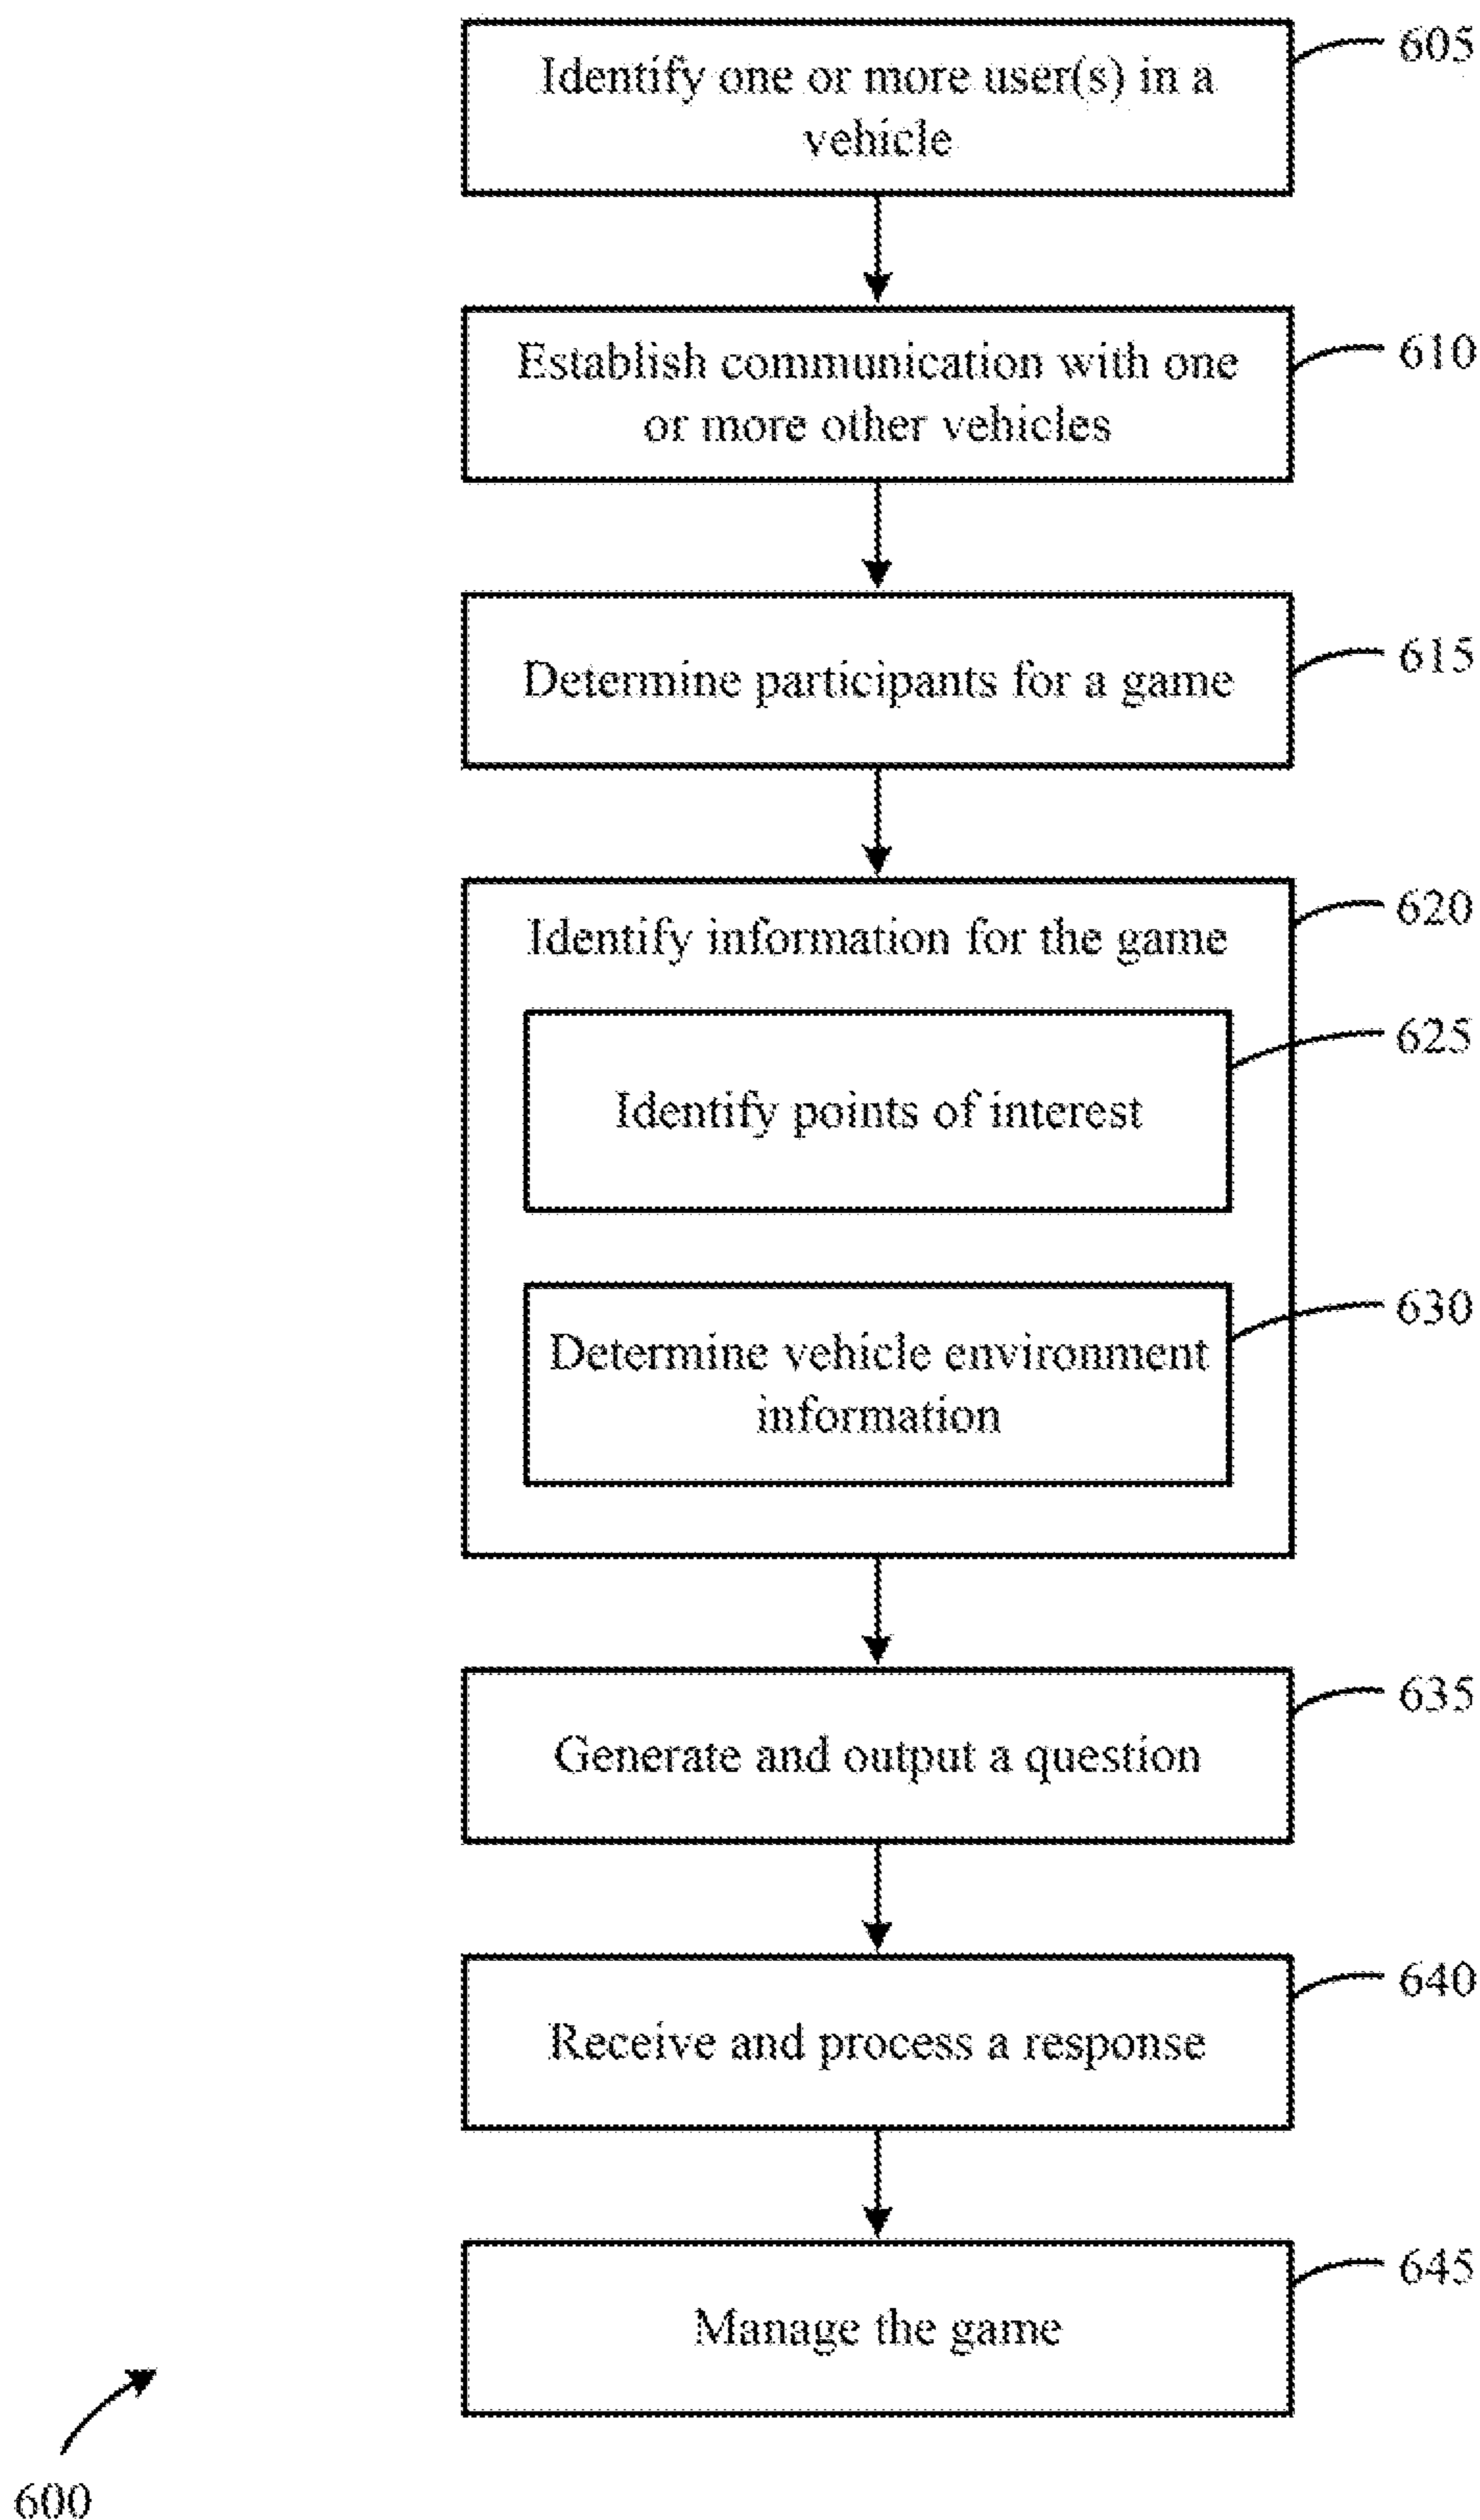 605
Identify one or more user(s) in a
vehicle
610
Establish communication with one
or more other vehicles
615
Determine participants for a game
620
Identify information for the game
625
Identify points of interest
630
Determine vehicle environment
information
635
Generate and output a question
640
Receive and process a response
645
Manage the game
600